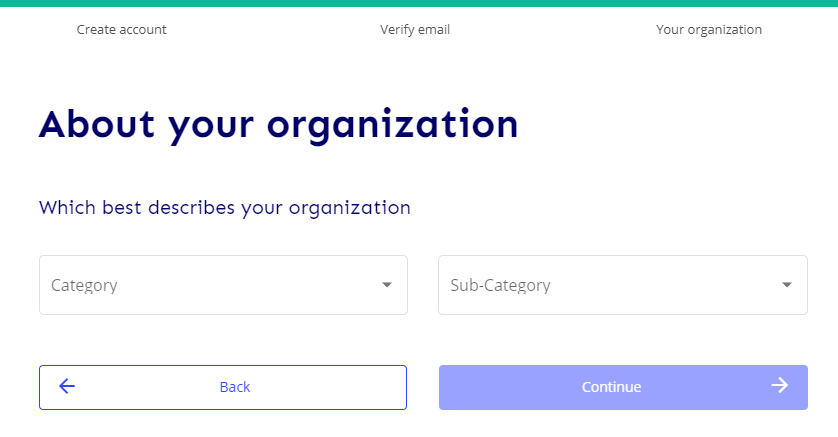 Create account Verify email Your organization
About your organization
Which best describes your organization
Category Sub-Category
Back Continue